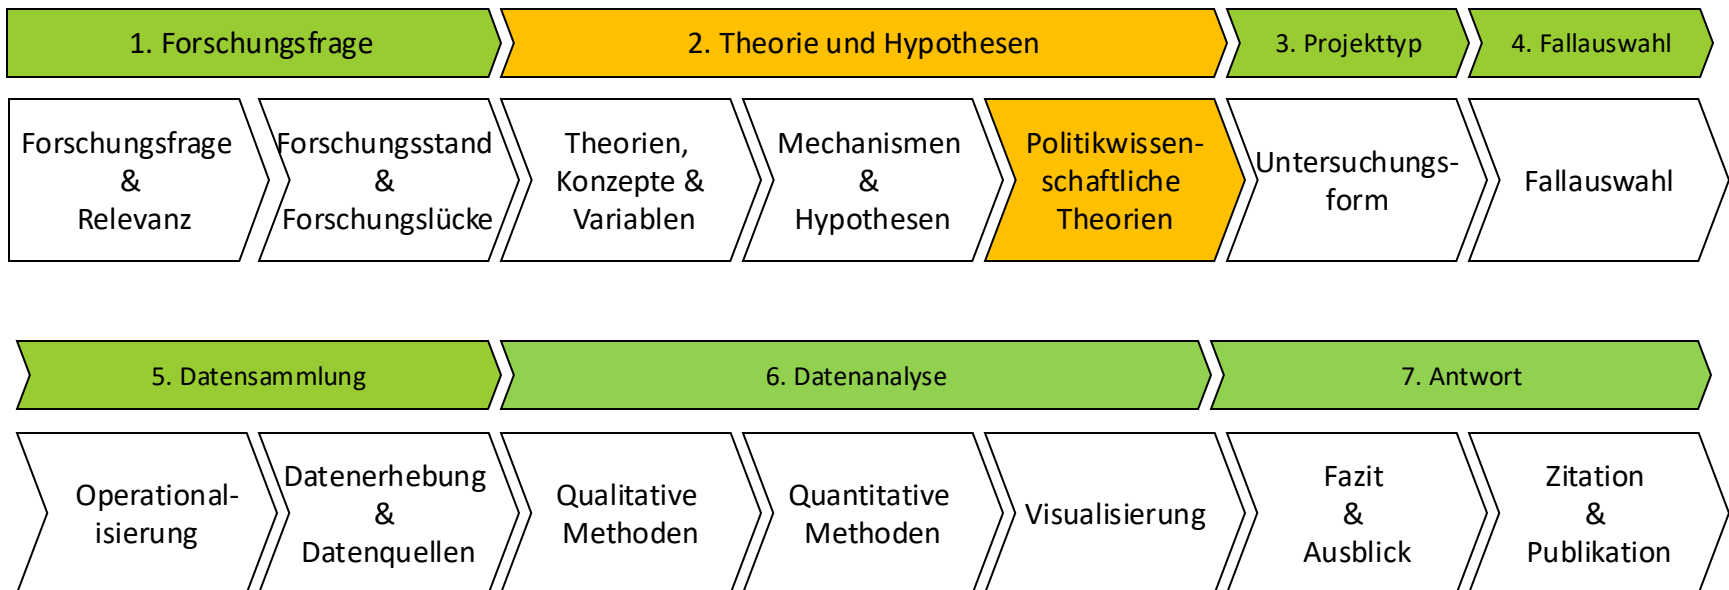 1. Forschungsfrage
2. Theorie und Hypothesen
3. Projekttyp
4. Fallauswahl
Forschungsfrage
&
Relevanz
Forschungsstand
&
Forschungslücke
Theorien,
Konzepte &
Variablen
Mechanismen
&
Hypothesen
Politikwissen-
schaftliche
Theorien
Untersuchungs-
form
Fallauswahl
5. Datensammlung
6. Datenanalyse
7. Antwort
Operational-
isierung
Datenerhebung
&
Datenquellen
Qualitative
Methoden
Quantitative
Methoden
Visualisierung
Fazit
&
Ausblick
Zitation
&
Publikation